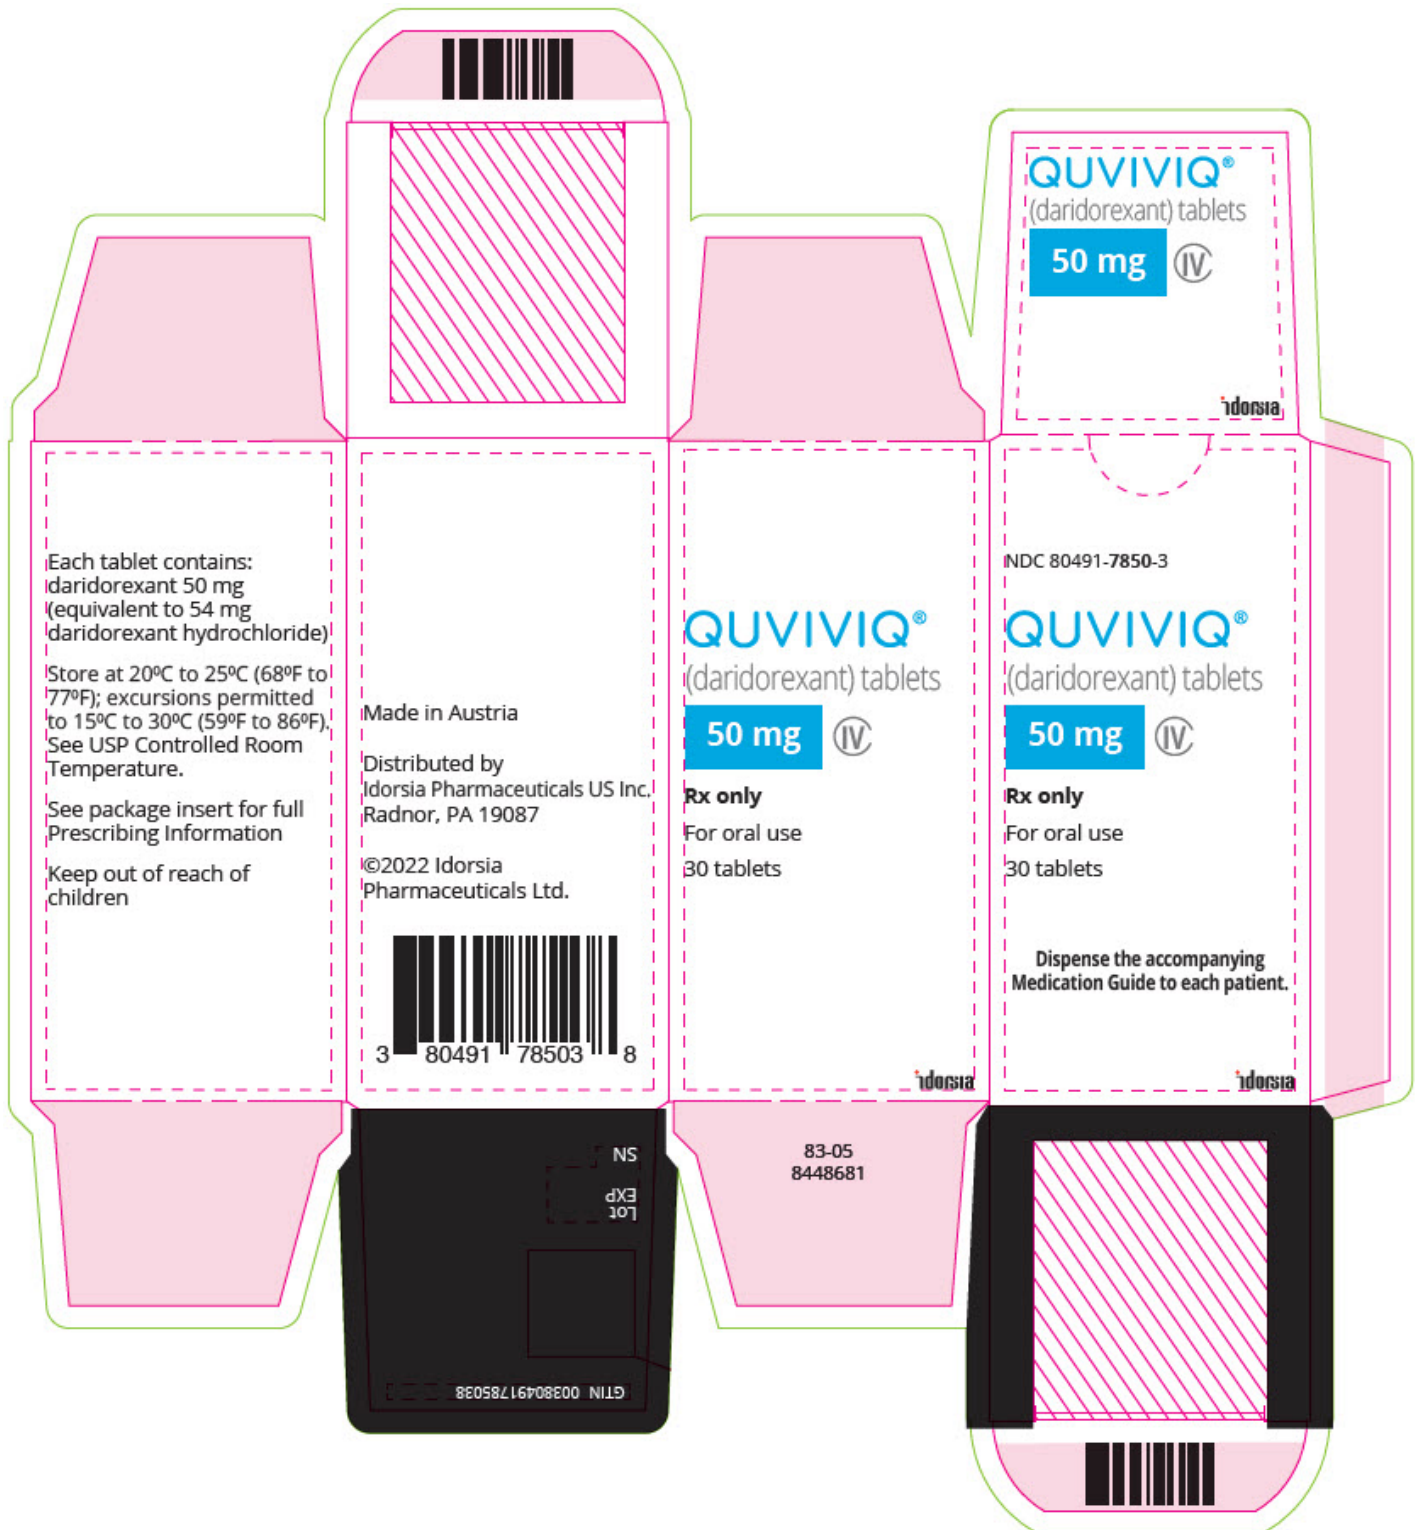 QUVIVIQ®
(daridorexant) tablets
50 mg CIV
idorsia
Each tablet contains:
daridorexant 50 mg
(equivalent to 54 mg
daridorexant hydrochloride)
Store at 20ºC to 25ºC (68ºF to
77ºF); excursions permitted
to 15ºC to 30ºC (59ºF to 86ºF).
See USP Controlled Room
Temperature.
See package insert for full
Prescribing Information
Keep out of reach of
children
Made in Austria
Distributed by
Idorsia Pharmaceuticals US Inc.
Radnor, PA 19087
©2022 Idorsia
Pharmaceuticals Ltd.
3 80491 78503 8
QUVIVIQ®
(daridorexant) tablets
50 mg CIV
Rx only
For oral use
30 tablets
idorsia
NDC 80491-7850-3
QUVIVIQ®
(daridorexant) tablets
50 mg CIV
Rx only
For oral use
30 tablets
Dispense the accompanying
Medication Guide to each patient.
idorsia
GTIN 00380491785038
Lot
EXP
SN
83-05
8448681